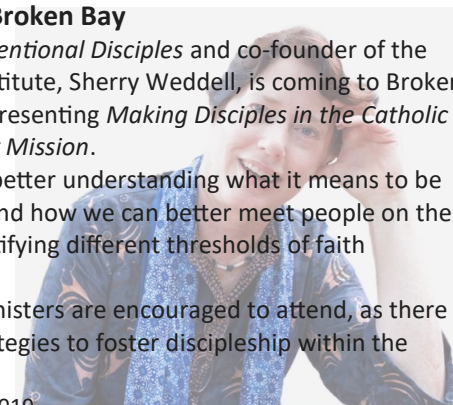 Broken Bay
entional Disciples and co-founder of the
titute, Sherry Weddell, is coming to Broken
resenting Making Disciples in the Catholic
Mission.
better understanding what it means to be
nd how we can better meet people on the
tifying different thresholds of faith
nisters are encouraged to attend, as there
tegies to foster discipleship within the